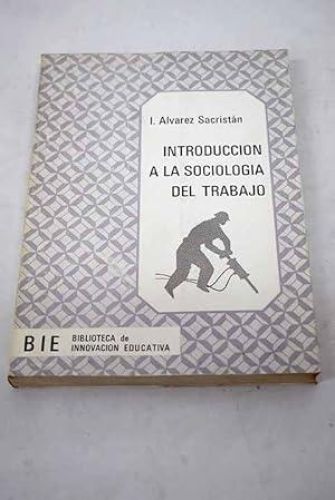 I. Alvarez Sacristán
INTRODUCCION
A LA SOCIOLOGIA
DEL TRABAJO
BIE BIBLIOTECA de
INNOVACION EDUCATIVA